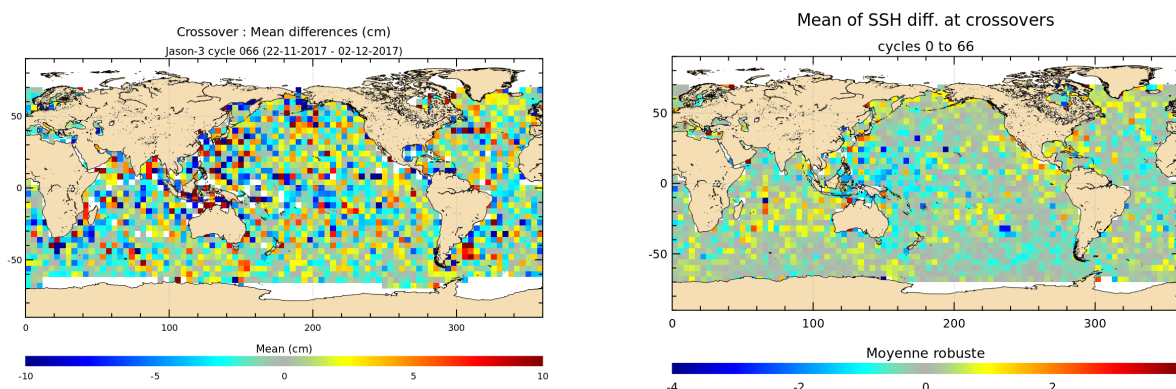 Crossover : Mean differences (cm)
Jason-3 cycle 066 (22-11-2017 - 02-12-2017)
50
0
-50
0 100 200 300
Mean (cm)
-10 -5 0 5 10
Mean of SSH diff. at crossovers
cycles 0 to 66
50
0
-50
0 100 200 300
Moyenne robuste
-4 -2 0 2